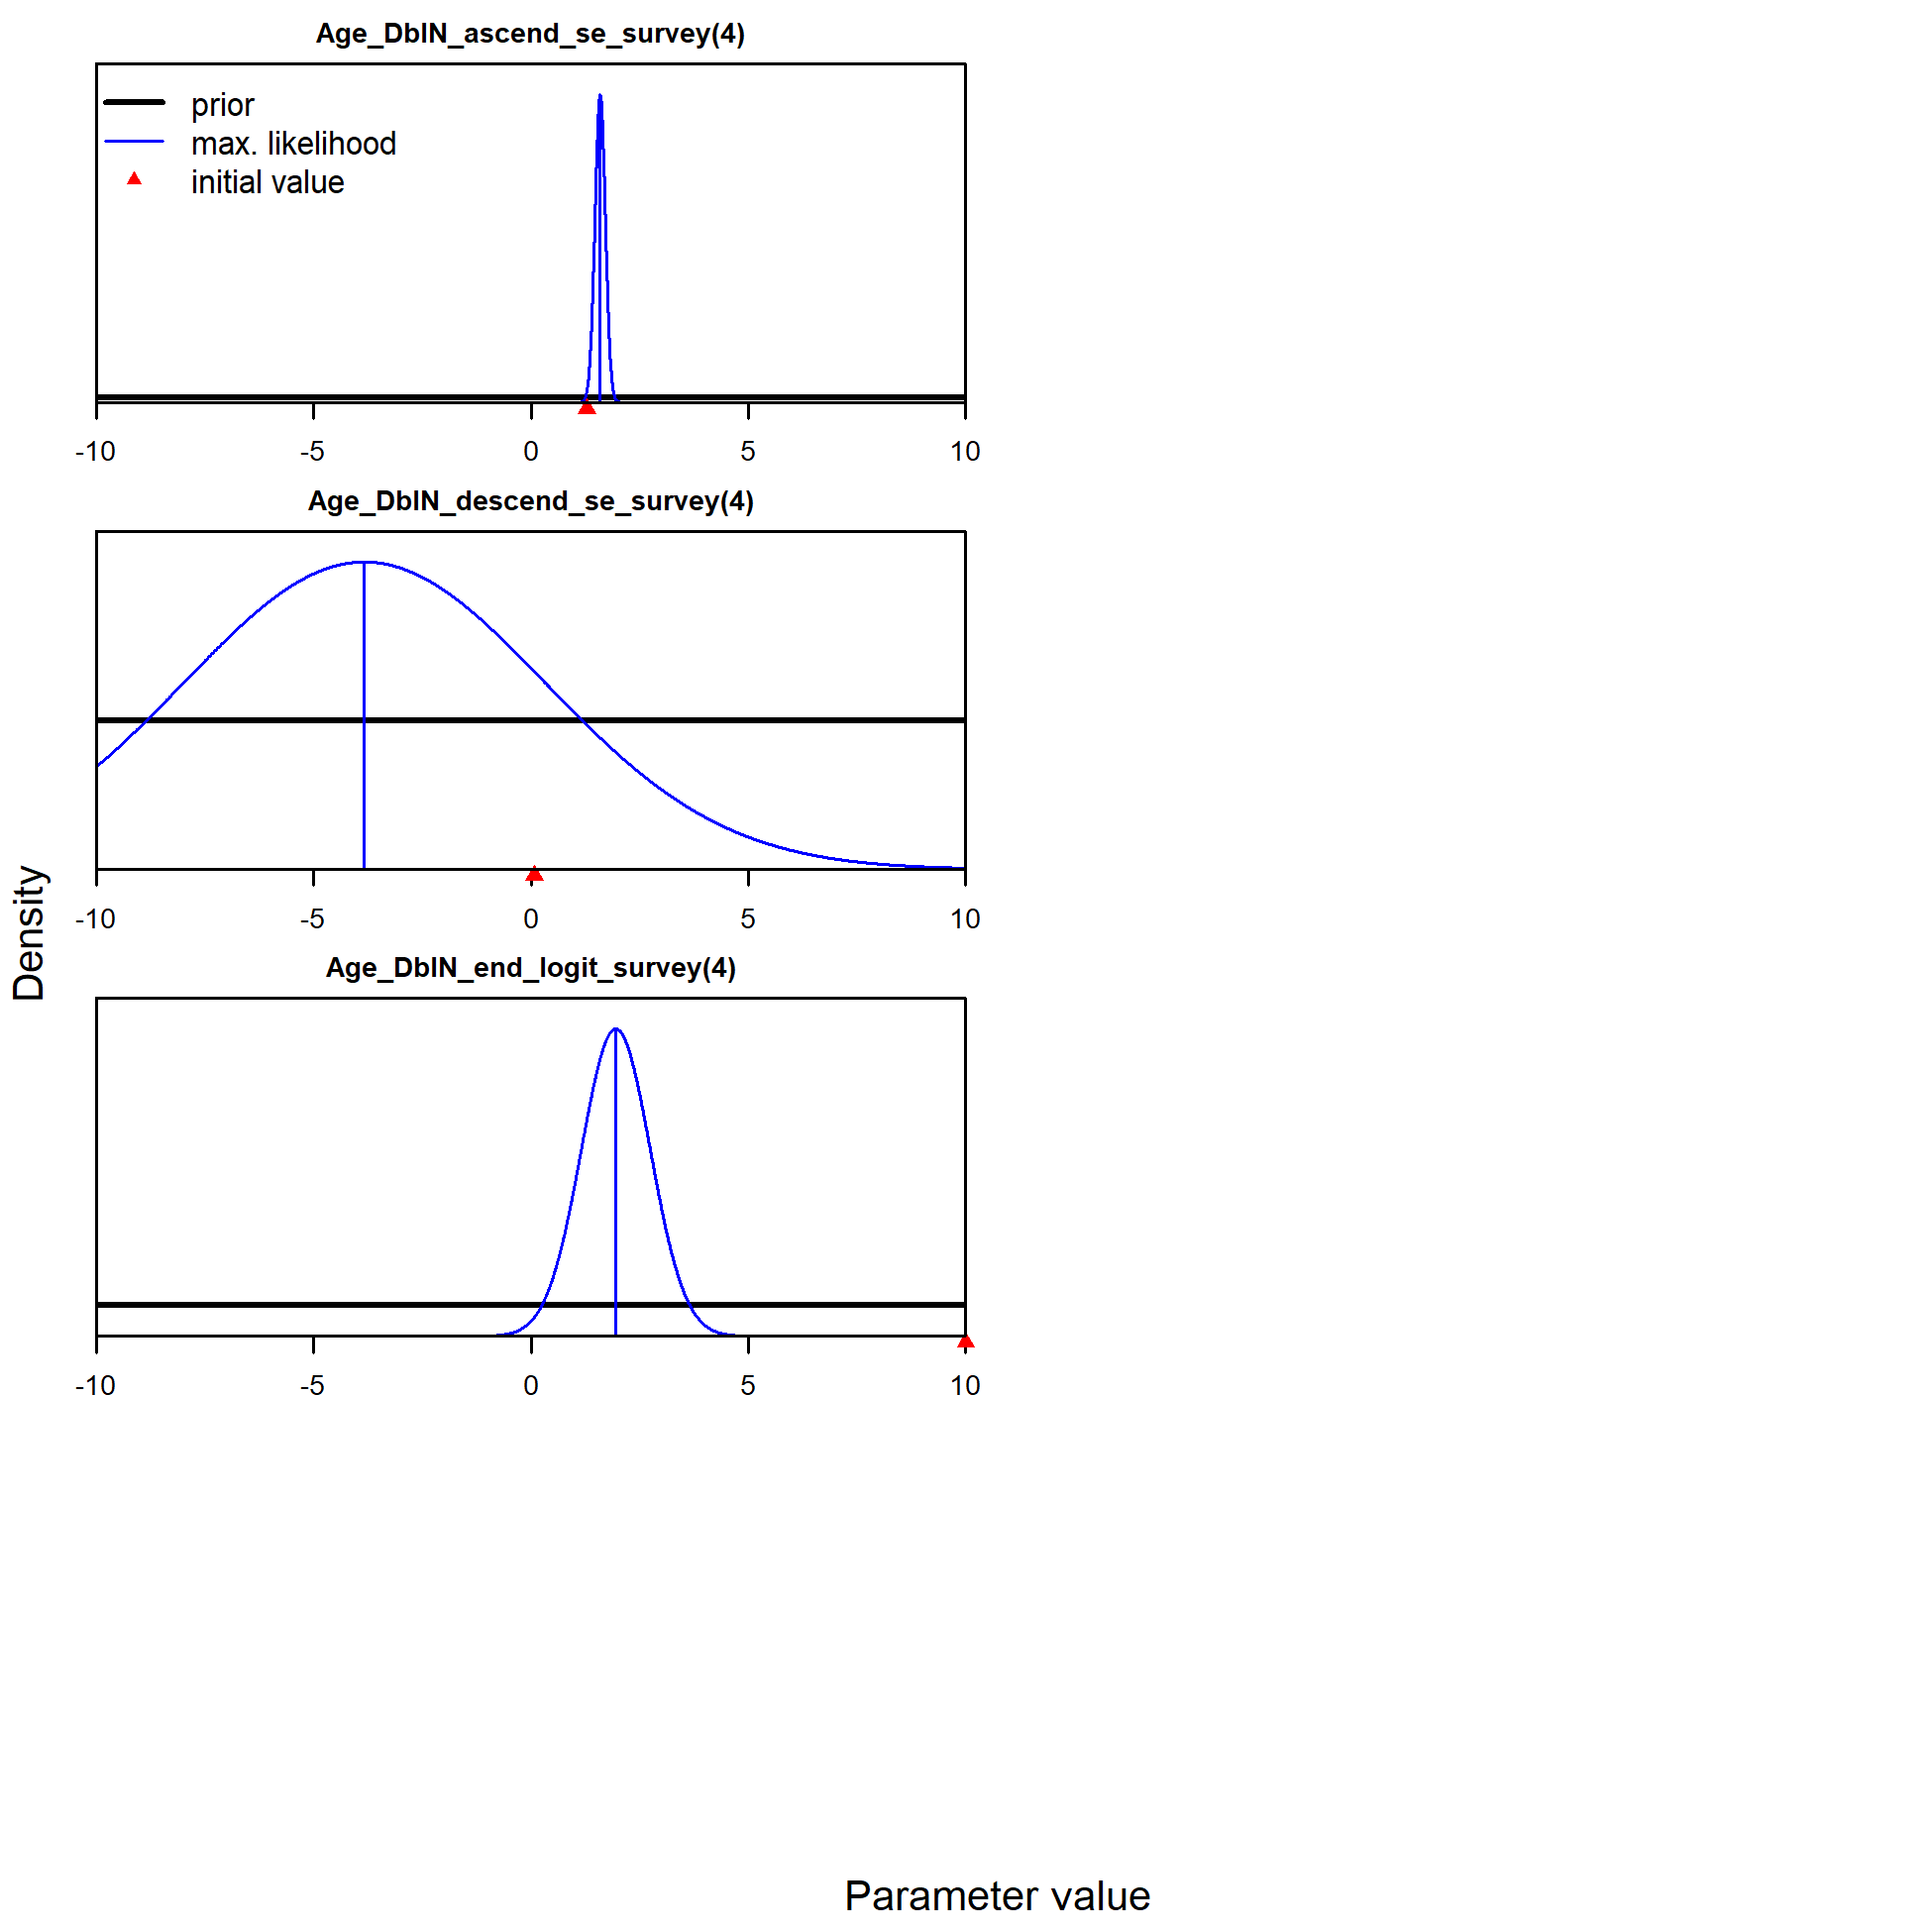 Age_DblN_ascend_se_survey(4)
prior
max. likelihood
initial value
-10 -5 0 5 10
Age_DblN_descend_se_survey(4)
-10 -5 0 5 10
Age_DblN_end_logit_survey(4)
-10 -5 0 5 10
Density
Parameter value